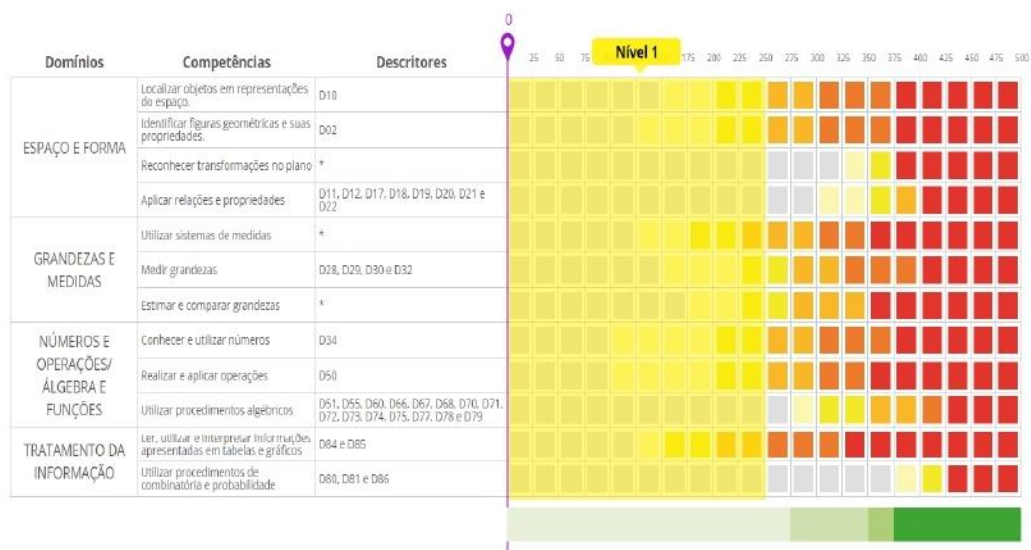 0
25 50 75 Nível 1 175 200 225 250 275 300 325 350 375 400 425 450 475 500
Domínios Competências Descritores
ESPAÇO E FORMA
Localizar objetos em representações
do espaço.
D10
Identificar figuras geométricas e suas
propriedades.
D02
Reconhecer transformações no plano *
Aplicar relações e propriedades
D11, D12, D17, D18, D19, D20, D21 e
D22
GRANDEZAS E
MEDIDAS
Utilizar sistemas de medidas *
Medir grandezas D28, D29, D30 e D32
Estimar e comparar grandezas *
NÚMEROS E
OPERAÇÕES/
ÁLGEBRA E
FUNÇÕES
Conhecer e utilizar números D34
Realizar e aplicar operações D50
Utilizar procedimentos algébricos
D51, D55, D60, D66, D67, D68, D70, D71,
D72, D73, D74, D75, D77, D78 e D79
TRATAMENTO DA
INFORMAÇÃO
Ler, utilizar e interpretar informações
apresentadas em tabelas e gráficos
D84 e D85
Utilizar procedimentos de
combinatória e probabilidade
D80, D81 e D86